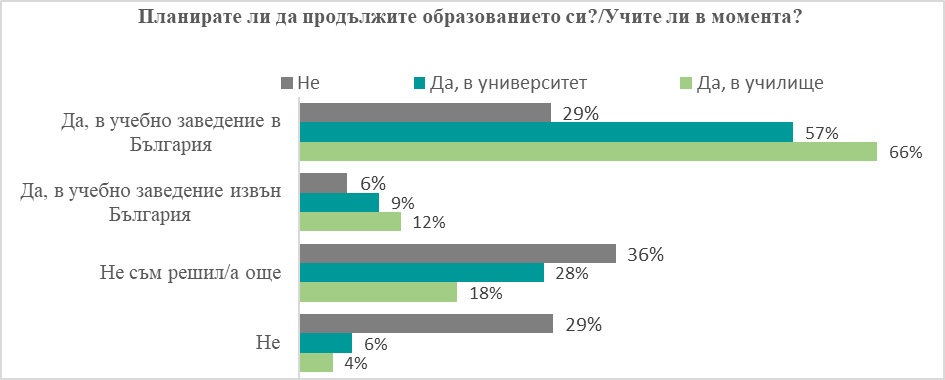 Планирате ли да продължите образованието си?/Учите ли в момента?
Не Да, в университет Да, в училище
Да, в учебно заведение в
България
29%
57%
66%
Да, в учебно заведение извън
България
6%
9%
12%
Не съм решил/а още
36%
28%
18%
Не
29%
6%
4%